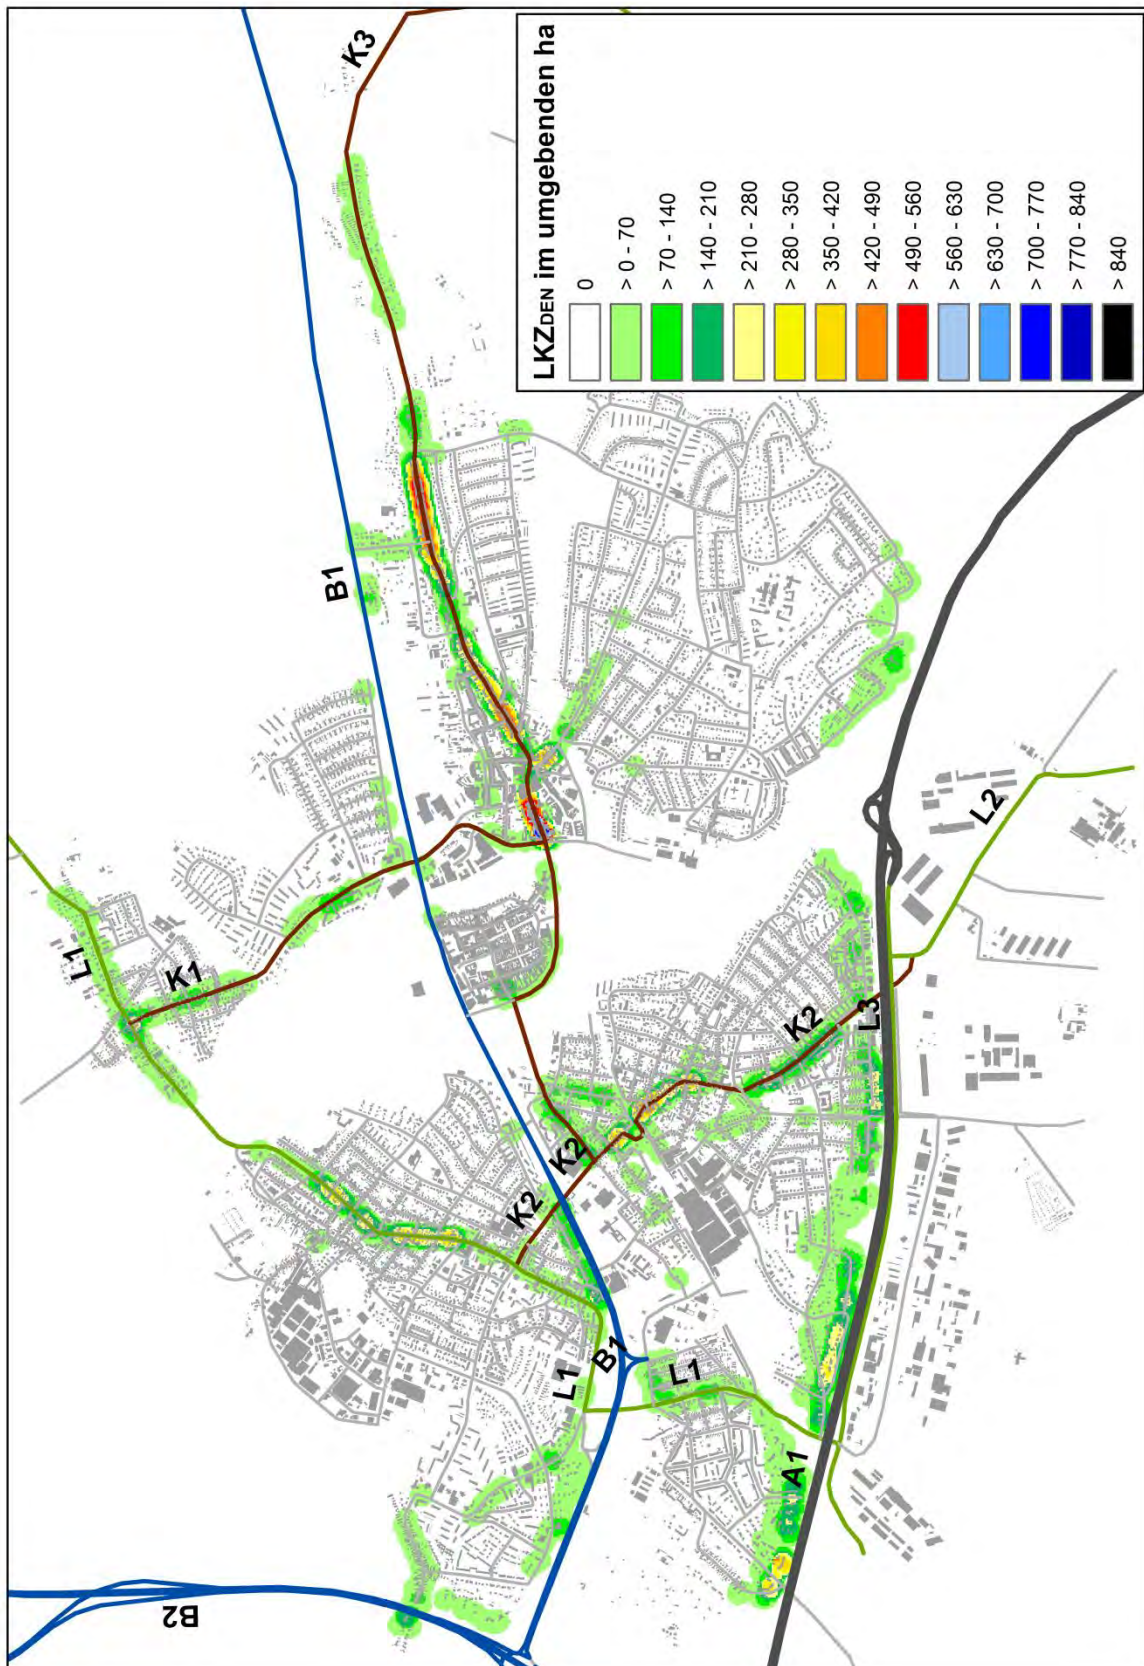 LKZDEN im umgebenden ha
0
> 0 - 70
> 70 - 140
> 140 - 210
> 210 - 280
> 280 - 350
> 350 - 420
> 420 - 490
> 490 - 560
> 560 - 630
> 630 - 700
> 700 - 770
> 770 - 840
> 840
K3
B1
L1
K1
L2
L3
K2
K2
K2
L1
B1
L1
A1
B2